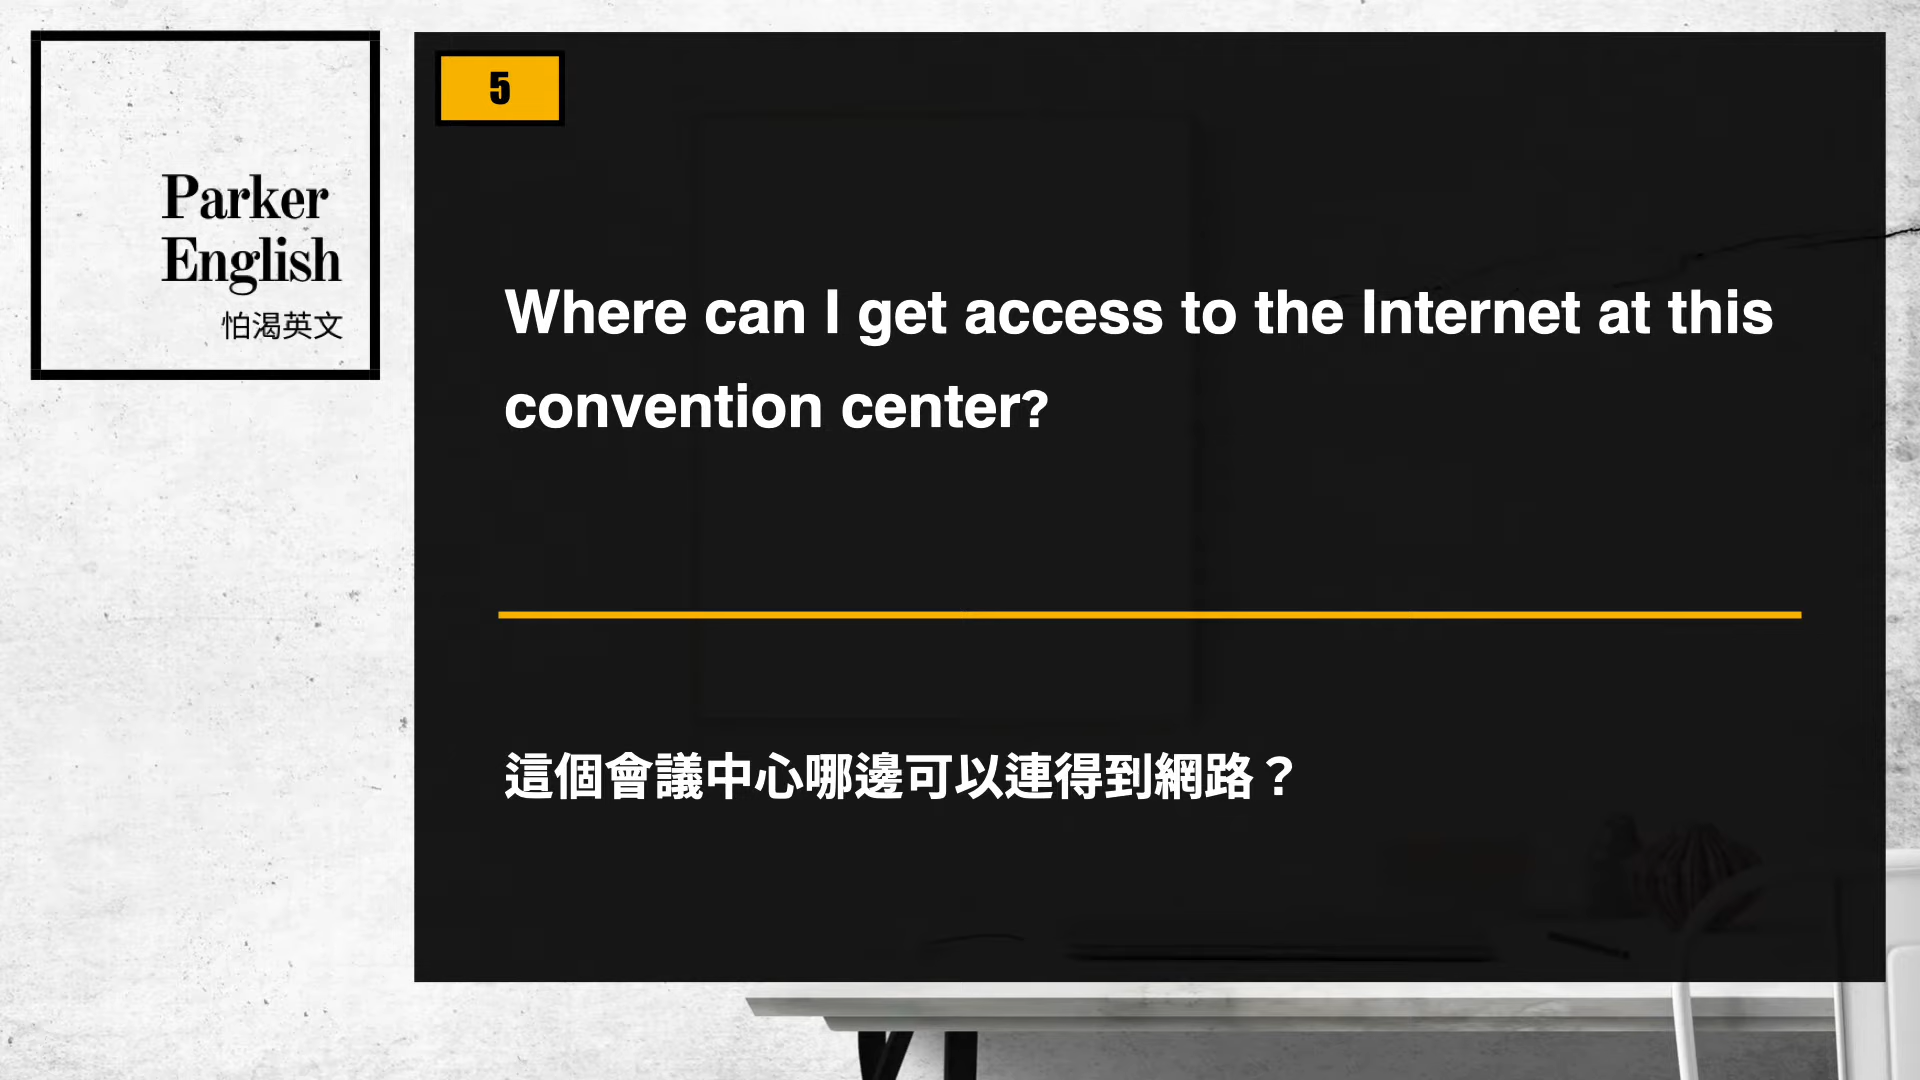 Parker
English
怕渴英文
5
Where can I get access to the Internet at this
convention center?
這個會議中心哪邊可以連得到網路？